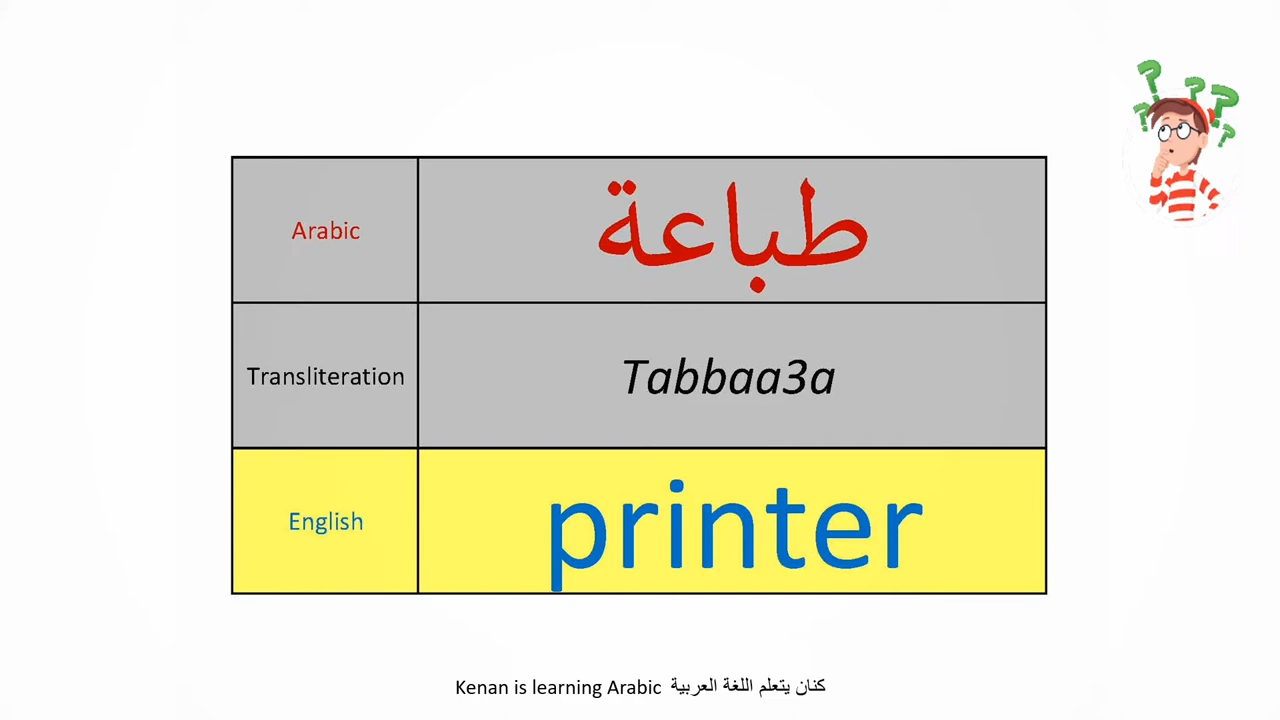 Arabic طباعة
Transliteration Tabbaa3a
English printer
Kenan is learning Arabic كنان يتعلم اللغة العربية